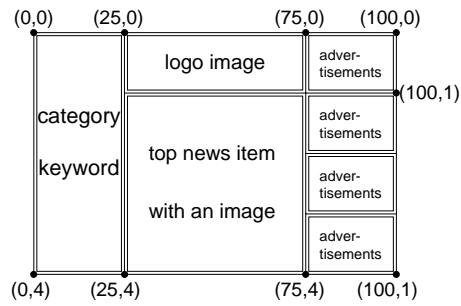 (0,0) (25,0) (75,0) (100,0)
logo image
adver-
tisements
(100,1)
category
keyword
top news item
with an image
adver-
tisements
adver-
tisements
adver-
tisements
(0,4) (25,4) (75,4) (100,1)